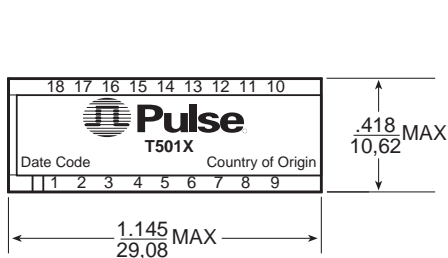 18 17 16 15 14 13 12 11 10
Pulse
T501X
Date Code Country of Origin
1 2 3 4 5 6 7 8 9
.418
10,62 MAX
1.145
29,08 MAX